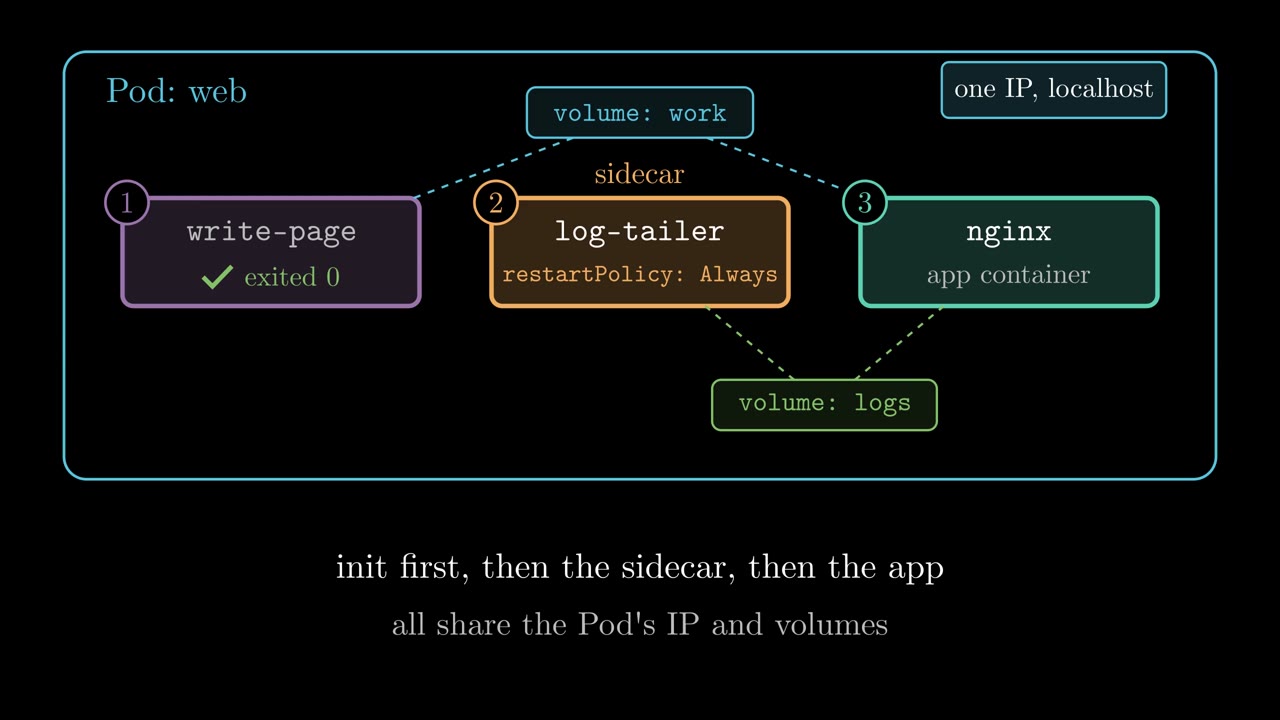 Pod: web
one IP, localhost
volume: work
sidecar
1
write-page
exited 0
2
log-tailer
restartPolicy: Always
3
nginx
app container
volume: logs
init first, then the sidecar, then the app
all share the Pod's IP and volumes